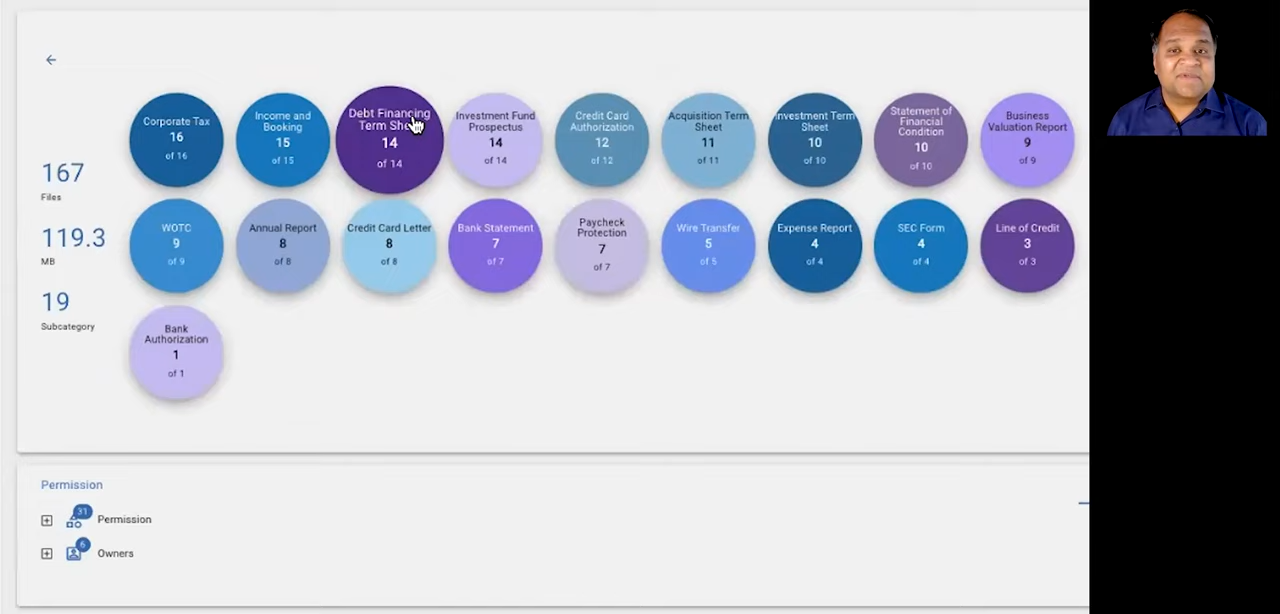 167
Files
119.3
MB
19
Subcategory
Corporate Tax
16
of 16
Income and
Booking
15
of 15
Debt Financing
Term Sheet
14
of 14
Investment Fund
Prospectus
14
of 14
Credit Card
Authorization
12
of 12
Acquisition Term
Sheet
11
of 11
Investment Term
Sheet
10
of 10
Statement of
Financial
Condition
10
of 10
Business
Valuation Report
9
of 9
WOTC
9
of 9
Annual Report
8
of 8
Credit Card Letter
8
of 8
Bank Statement
7
of 7
Paycheck
Protection
7
of 7
Wire Transfer
5
of 5
Expense Report
4
of 4
SEC Form
4
of 4
Line of Credit
3
of 3
Bank
Authorization
1
of 1
Permission
31
Permission
6
Owners